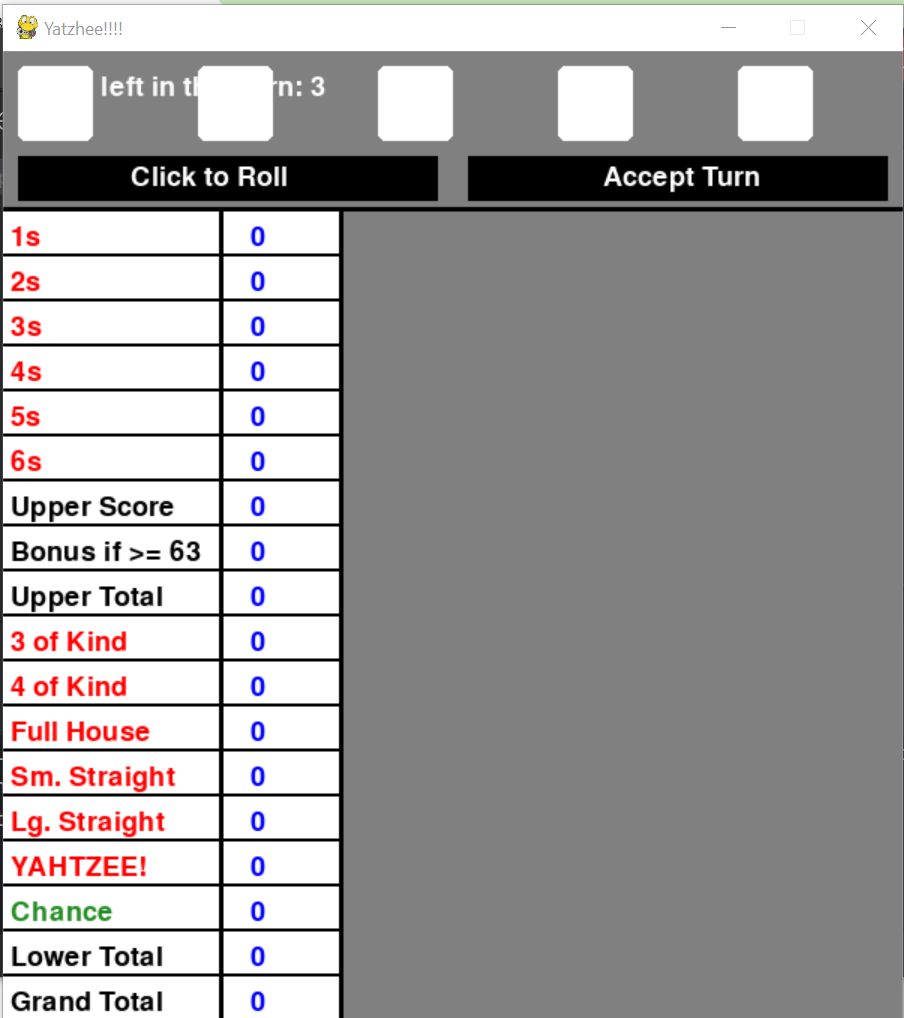 Yatzhee!!!!
left in th rn: 3
Click to Roll
Accept Turn
1s 0
2s 0
3s 0
4s 0
5s 0
6s 0
Upper Score 0
Bonus if >= 63 0
Upper Total 0
3 of Kind 0
4 of Kind 0
Full House 0
Sm. Straight 0
Lg. Straight 0
YAHTZEE! 0
Chance 0
Lower Total 0
Grand Total 0